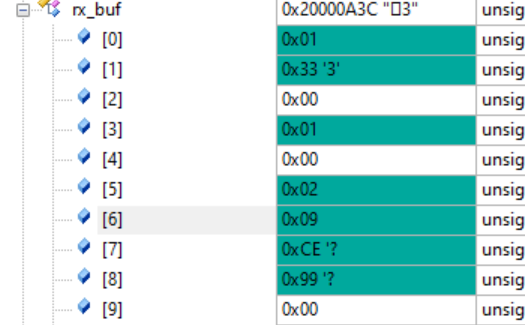 rx_buf 0x20000A3C "□3" unsig
[0] 0x01 unsig
[1] 0x33 '3' unsig
[2] 0x00 unsig
[3] 0x01 unsig
[4] 0x00 unsig
[5] 0x02 unsig
[6] 0x09 unsig
[7] 0xCE '? unsig
[8] 0x99 '? unsig
[9] 0x00 unsig